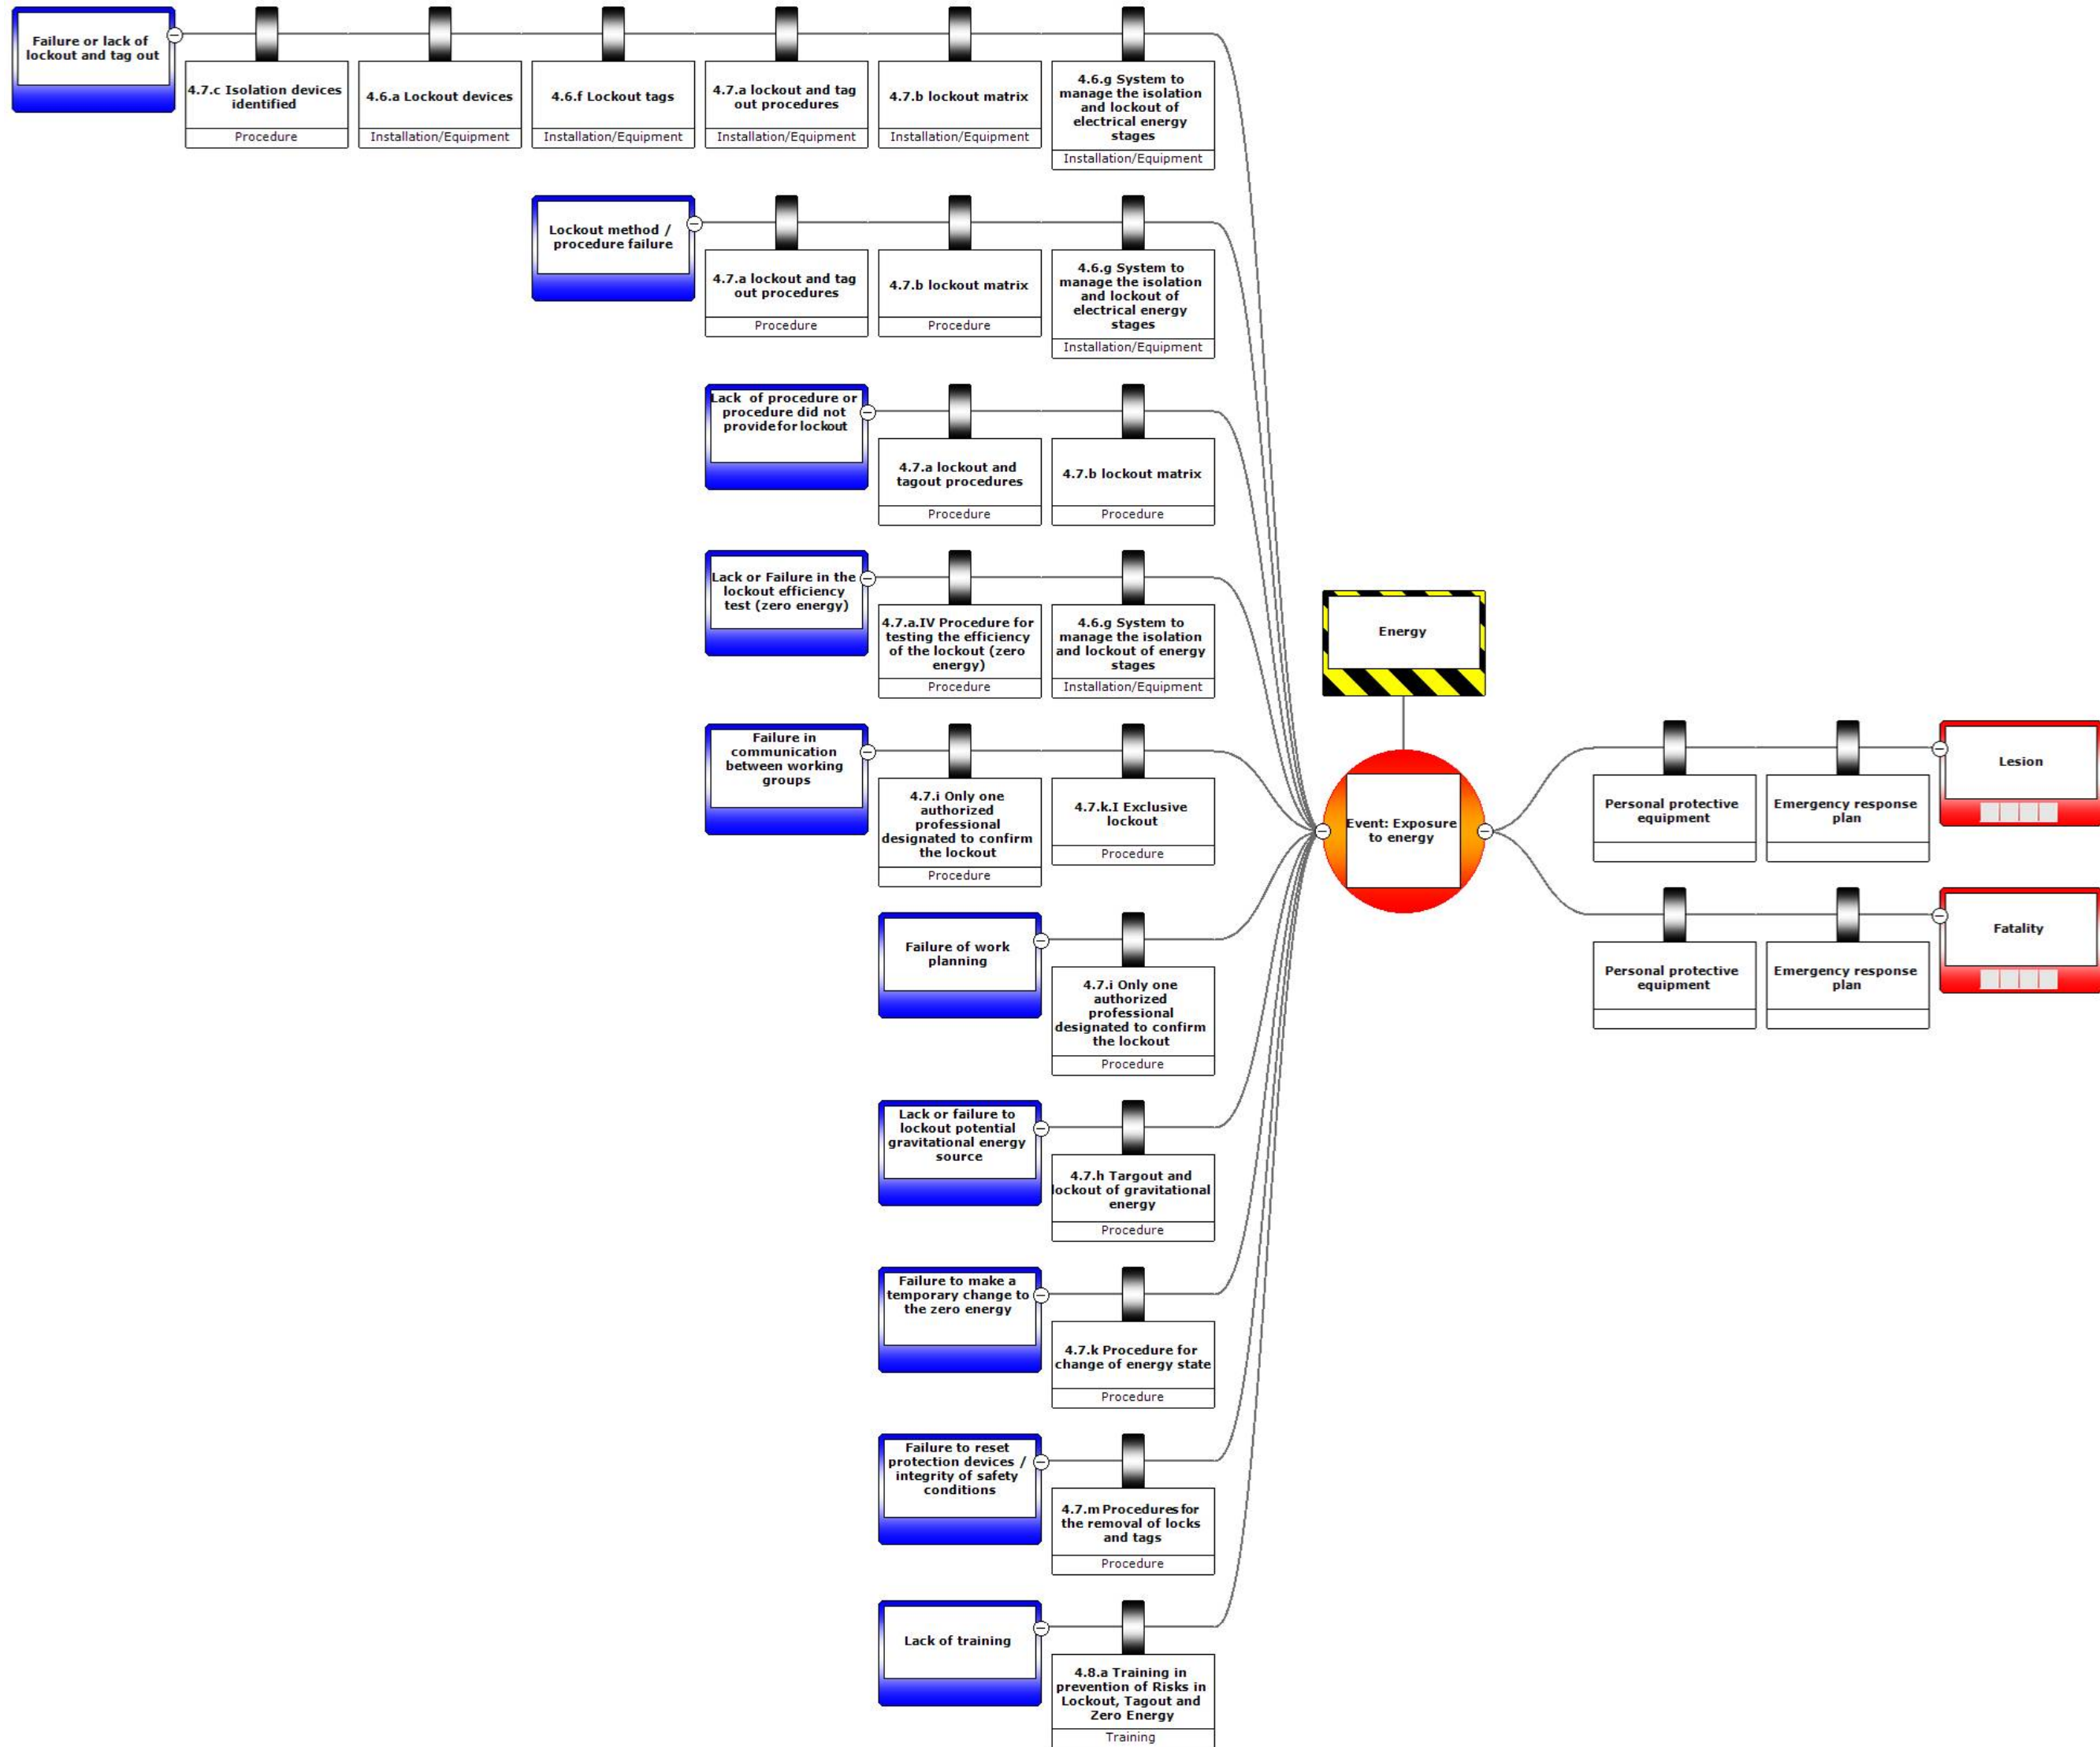 Failure or lack of
lockout and tag out
4.7.c Isolation devices
identified
Procedure
4.6.a Lockout devices
Installation/Equipment
4.6.f Lockout tags
Installation/Equipment
4.7.a lockout and tag
out procedures
Installation/Equipment
4.7.b lockout matrix
Installation/Equipment
4.6.g System to
manage the isolation
and lockout of
electrical energy
stages
Installation/Equipment
Lockout method /
procedure failure
4.7.a lockout and tag
out procedures
Procedure
4.7.b lockout matrix
Procedure
4.6.g System to
manage the isolation
and lockout of
electrical energy
stages
Installation/Equipment
Lack of procedure or
procedure did not
provide for lockout
4.7.a lockout and
tagout procedures
Procedure
4.7.b lockout matrix
Procedure
Lack or Failure in the
lockout efficiency
test (zero energy)
4.7.a.IV Procedure for
testing the efficiency
of the lockout (zero
energy)
Procedure
4.6.g System to
manage the isolation
and lockout of energy
stages
Installation/Equipment
Failure in
communication
between working
groups
4.7.i Only one
authorized
professional
designated to confirm
the lockout
Procedure
4.7.k.I Exclusive
lockout
Procedure
Failure of work
planning
4.7.i Only one
authorized
professional
designated to confirm
the lockout
Procedure
Lack or failure to
lockout potential
gravitational energy
source
4.7.h Targout and
lockout of gravitational
energy
Procedure
Failure to make a
temporary change to
the zero energy
4.7.k Procedure for
change of energy state
Procedure
Failure to reset
protection devices /
integrity of safety
conditions
4.7.m Procedures for
the removal of locks
and tags
Procedure
Lack of training
4.8.a Training in
prevention of Risks in
Lockout, Tagout and
Zero Energy
Training
Energy
Event: Exposure
to energy
Personal protective
equipment
Emergency response
plan
Lesion
Personal protective
equipment
Emergency response
plan
Fatality